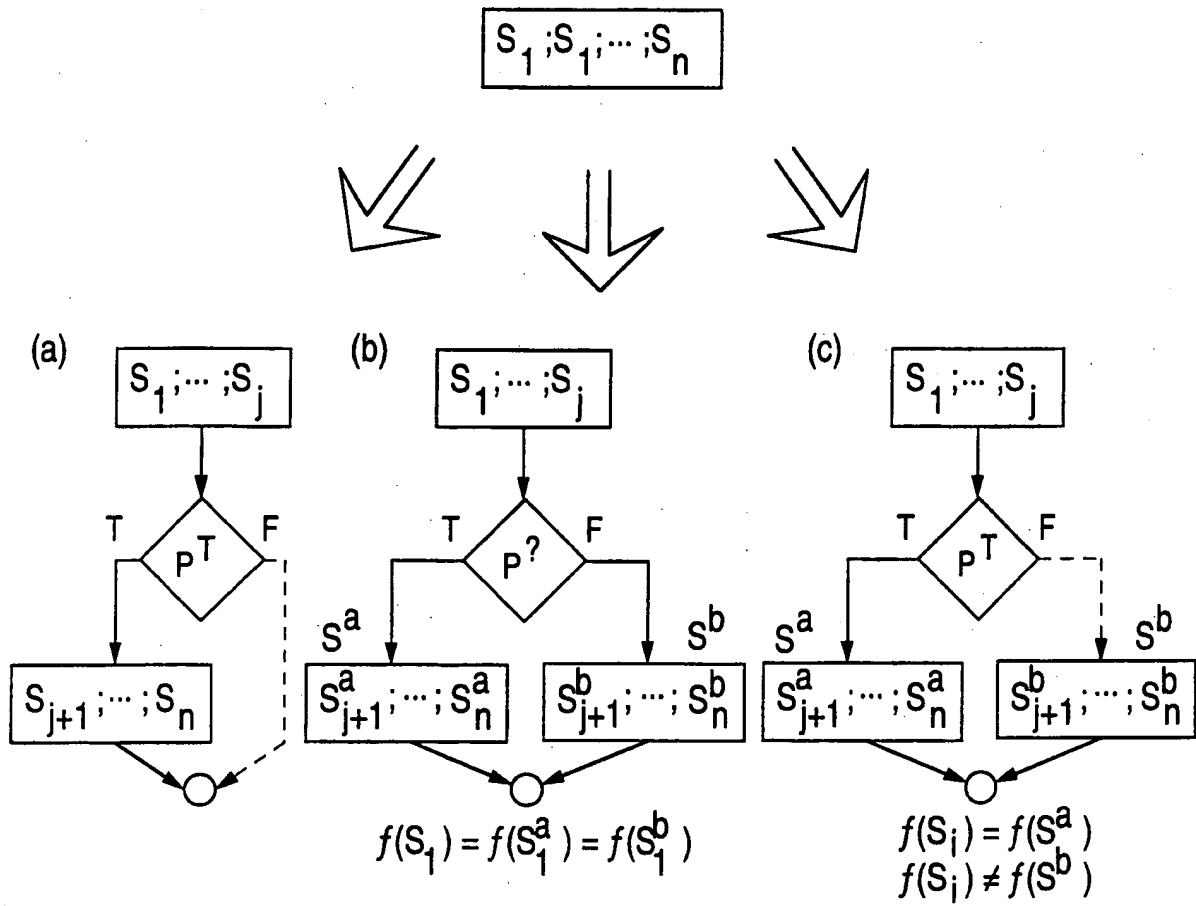 S1;S1;···;Sn
(a)
S1;···;Sj
T
P^T
F
Sj+1;···;Sn
(b)
S1;···;Sj
T
P^?
F
S^a
S^b
S^a_j+1;···;S^a_n
S^b_j+1;···;S^b_n
f(S1) = f(S^a_1) = f(S^b_1)
(c)
S1;···;Sj
T
P^T
F
S^a
S^b
S^a_j+1;···;S^a_n
S^b_j+1;···;S^b_n
f(Si) = f(S^a)
f(Si) ≠ f(S^b)